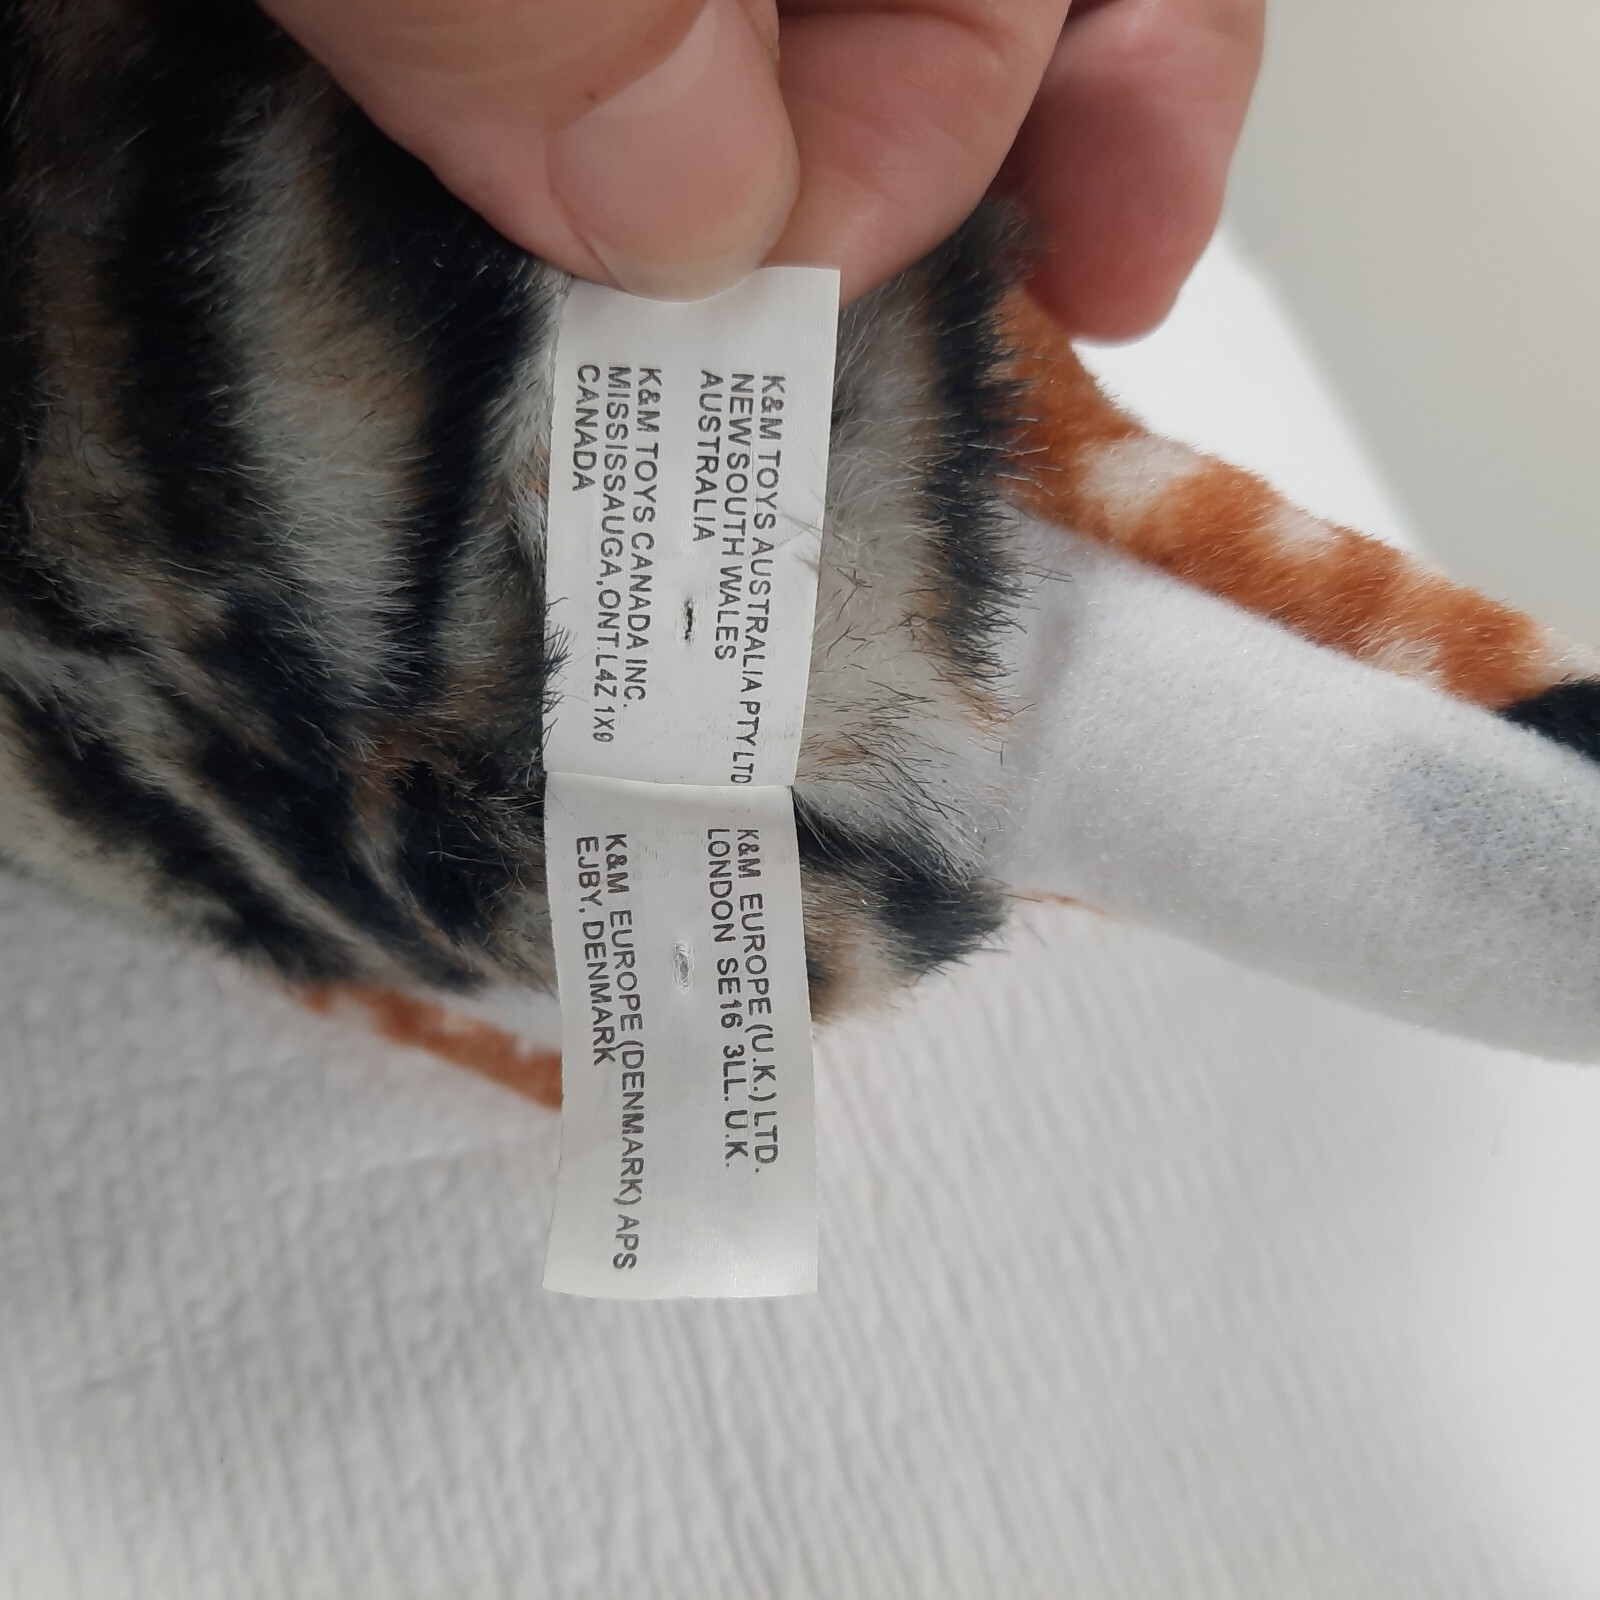 K&M TOYS AUSTRALIA PTY LTD
NEW SOUTH WALES
AUSTRALIA
K&M TOYS CANADA INC.
MISSISSAUGA, ONT. L4Z 1X9
CANADA
K&M EUROPE (U.K.) LTD.
LONDON SE16 3LL. U.K.
K&M EUROPE (DENMARK) APS
EJBY, DENMARK